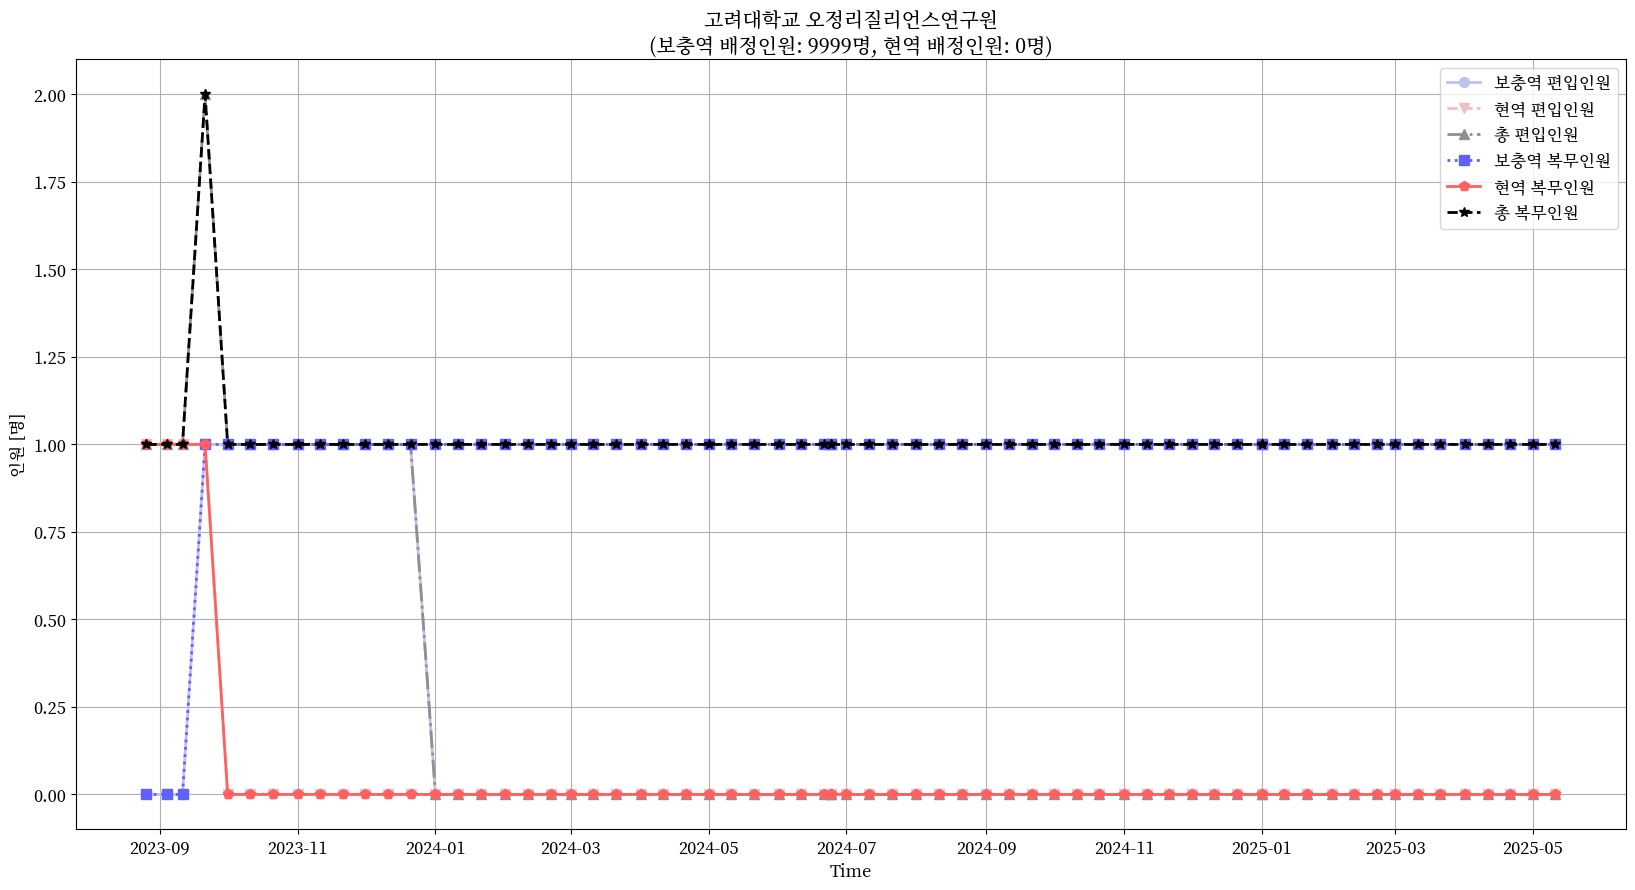 고려대학교 오정리질리언스연구원
(보충역 배정인원: 9999명, 현역 배정인원: 0명)
보충역 편입인원
현역 편입인원
총 편입인원
보충역 복무인원
현역 복무인원
총 복무인원
인원 [명]
2.00
1.75
1.50
1.25
1.00
0.75
0.50
0.25
0.00
2023-09
2023-11
2024-01
2024-03
2024-05
2024-07
2024-09
2024-11
2025-01
2025-03
2025-05
Time